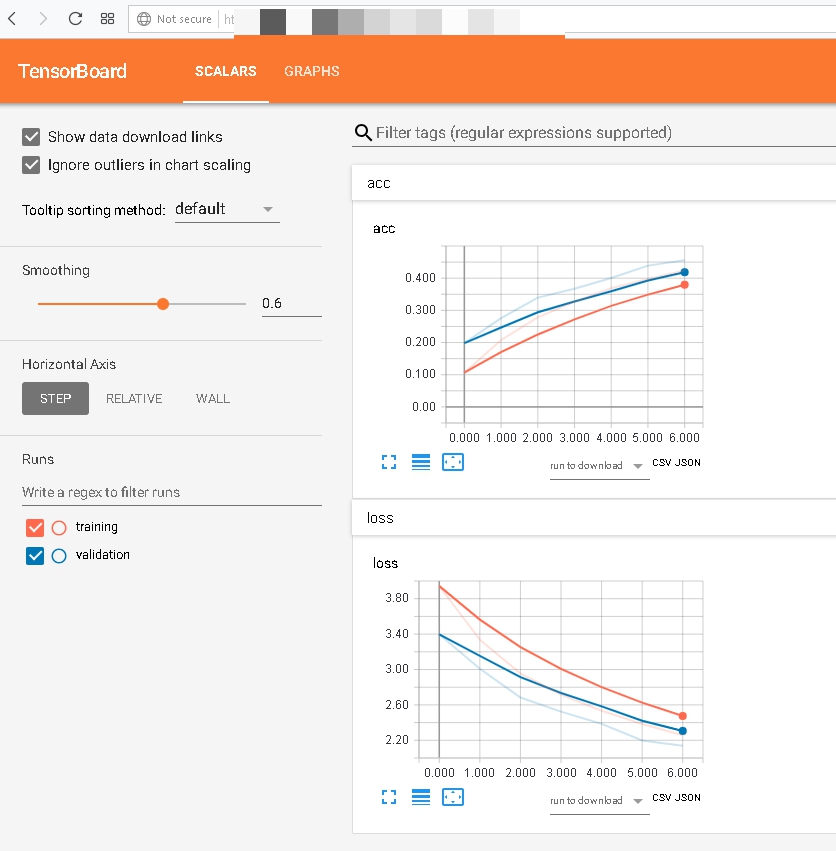 Not secure
TensorBoard SCALARS GRAPHS
Show data download links
Ignore outliers in chart scaling
Tooltip sorting method: default
Smoothing
0.6
Horizontal Axis
STEP RELATIVE WALL
Runs
Write a regex to filter runs
training
validation
Filter tags (regular expressions supported)
acc
acc
0.400
0.300
0.200
0.100
0.00
0.000 1.000 2.000 3.000 4.000 5.000 6.000
run to download CSV JSON
loss
loss
3.80
3.40
3.00
2.60
2.20
0.000 1.000 2.000 3.000 4.000 5.000 6.000
run to download CSV JSON